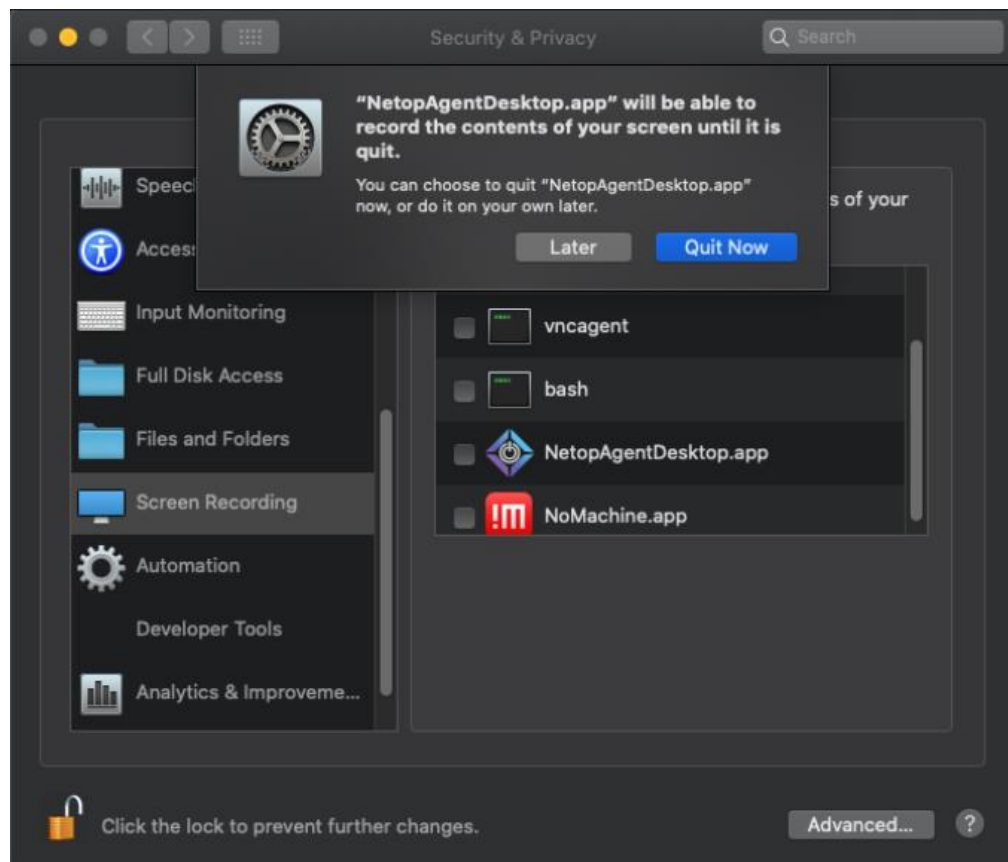 Security & Privacy
Search
“NetopAgentDesktop.app” will be able to
record the contents of your screen until it is
quit.
You can choose to quit “NetopAgentDesktop.app”
now, or do it on your own later.
Later
Quit Now
s of your
Input Monitoring
Full Disk Access
Files and Folders
Screen Recording
Automation
Developer Tools
Analytics & Improveme...
vncagent
bash
NetopAgentDesktop.app
NoMachine.app
Click the lock to prevent further changes.
Advanced...
?